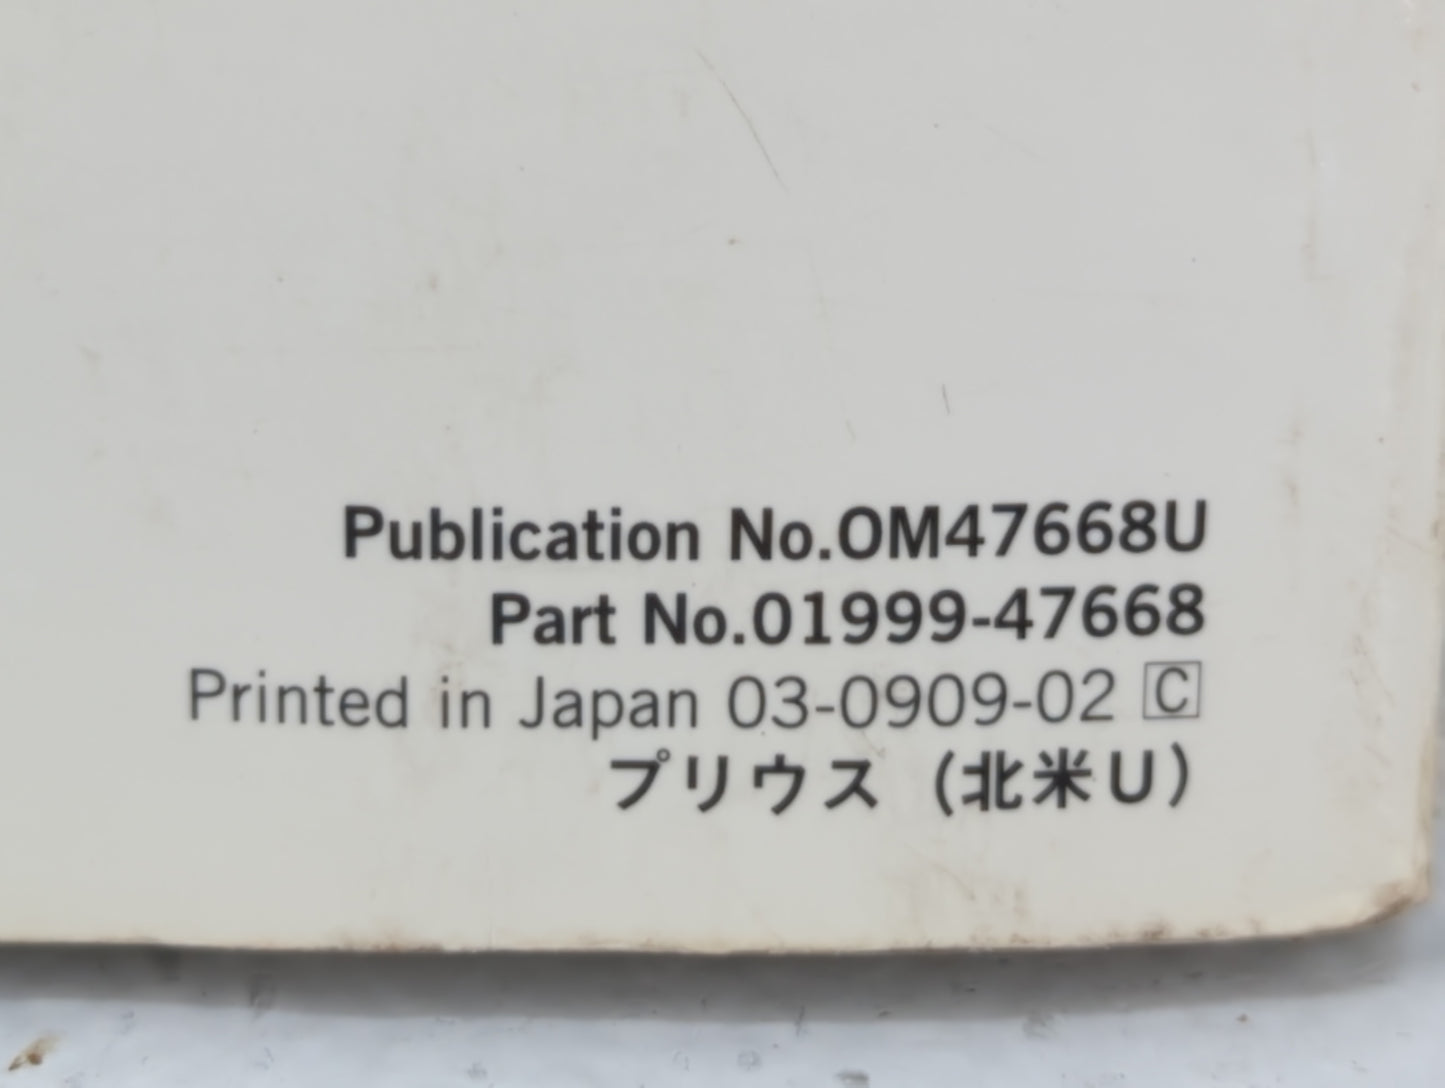 Publication No.OM47668U
Part No.01999-47668
Printed in Japan 03-0909-02 C
プリウス (北米U)